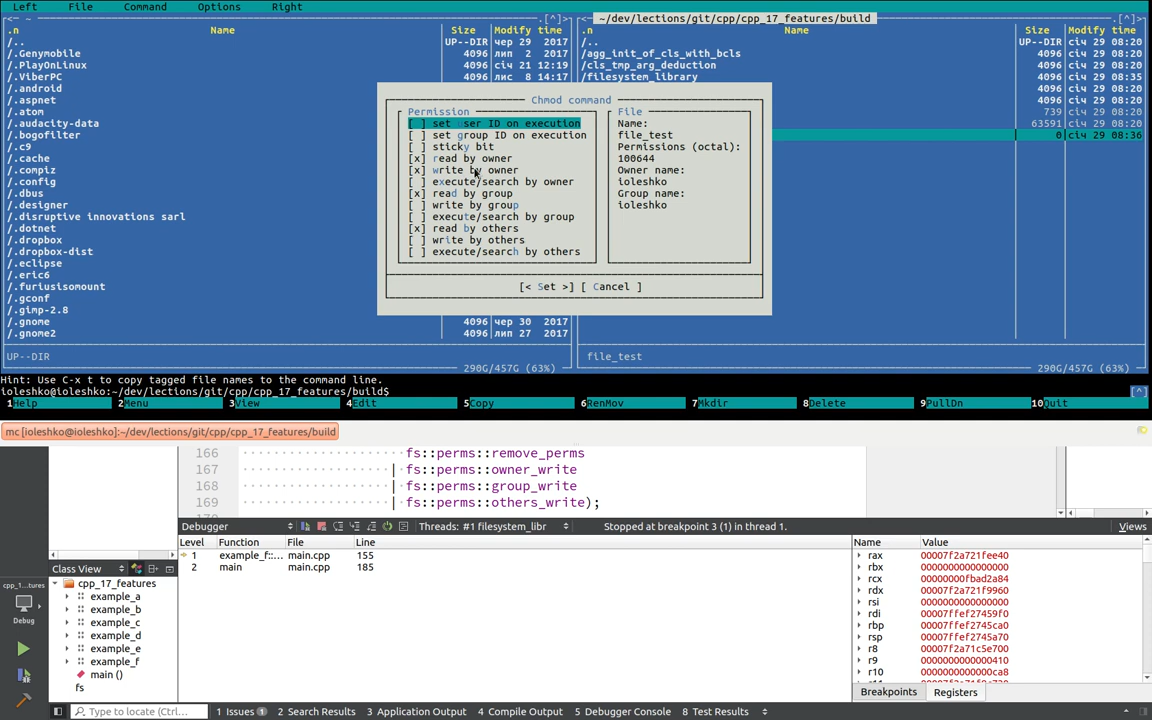 Left File Command Options Right
<─ ~ .[^]> <─ ~/dev/lections/git/cpp/cpp_17_features/build .[^]>
.n Name Size Modify time .n Name Size Modify time
/.. UP--DIR чер 29 2017 /.. UP--DIR січ 29 08:20
/.Genymobile 4096 лип 2 2017 /agg_init_of_cls_with_bcls 4096 січ 29 08:20
/.PlayOnLinux 4096 січ 21 12:19 /cls_tmp_arg_deduction 4096 січ 29 08:20
/.ViberPC 4096 лис 8 14:17 /filesystem_library 4096 січ 29 08:35
/.android 4096 січ 29 08:20
/.aspnet 4096 січ 29 08:20
/.atom 739 січ 29 08:20
/.audacity-data 63591 січ 29 08:20
/.bogofilter 0 січ 29 08:36
/.c9
/.cache
/.compiz
/.config
/.dbus
/.designer
/.disruptive innovations sarl
/.dotnet
/.dropbox
/.dropbox-dist
/.eclipse
/.eric6
/.furiusisomount
/.gconf
/.gimp-2.8
/.gnome 4096 чер 30 2017
/.gnome2 4096 лип 27 2017
UP--DIR file_test
290G/457G (63%) 290G/457G (63%)
Chmod command
Permission File
[ ] set user ID on execution Name:
[ ] set group ID on execution file_test
[ ] sticky bit Permissions (octal):
[x] read by owner 100644
[x] write by owner Owner name:
[ ] execute/search by owner ioleshko
[x] read by group Group name:
[ ] write by group ioleshko
[ ] execute/search by group
[x] read by others
[ ] write by others
[ ] execute/search by others
[< Set >] [ Cancel ]
Hint: Use C-x t to copy tagged file names to the command line.
ioleshko@ioleshko:~/dev/lections/git/cpp/cpp_17_features/build$ [^]
1Help 2Menu 3View 4Edit 5Copy 6RenMov 7Mkdir 8Delete 9PullDn 10Quit
mc [ioleshko@ioleshko]:~/dev/lections/git/cpp/cpp_17_features/build
166 fs::perms::remove_perms
167 | fs::perms::owner_write
168 | fs::perms::group_write
169 | fs::perms::others_write);
Debugger Threads: #1 filesystem_libr Stopped at breakpoint 3 (1) in thread 1. Views
Level Function File Line Name Value
1 example_f::... main.cpp 155
2 main main.cpp 185
rax 00007f2a721fee40
rbx 0000000000000000
rcx 00000000fbad2a84
rdx 00007f2a721f9960
rsi 0000000000000000
rdi 00007ffef27459f0
rbp 00007ffef2745ca0
rsp 00007ffef2745a70
r8 00007f2a71c5e700
r9 0000000000000410
r10 0000000000000ca8
Class View
cpp_17_features
example_a
example_b
example_c
example_d
example_e
example_f
main ()
fs
cpp_1...tures
Debug
Breakpoints Registers
Type to locate (Ctrl... 1 Issues 1 2 Search Results 3 Application Output 4 Compile Output 5 Debugger Console 8 Test Results